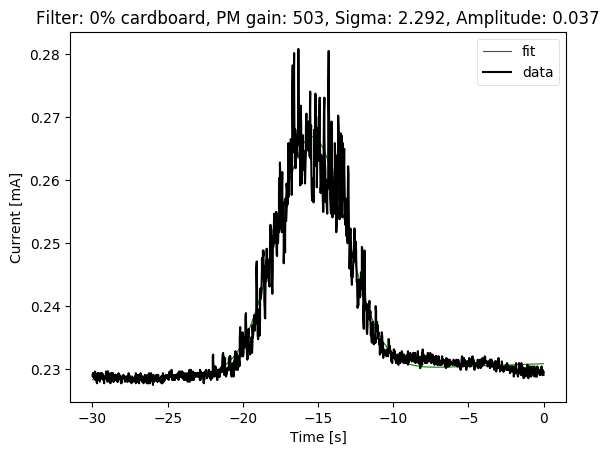 Filter: 0% cardboard, PM gain: 503, Sigma: 2.292, Amplitude: 0.037
fit
data
0.28
0.27
0.26
0.25
0.24
0.23
Current [mA]
−30
−25
−20
−15
−10
−5
0
Time [s]